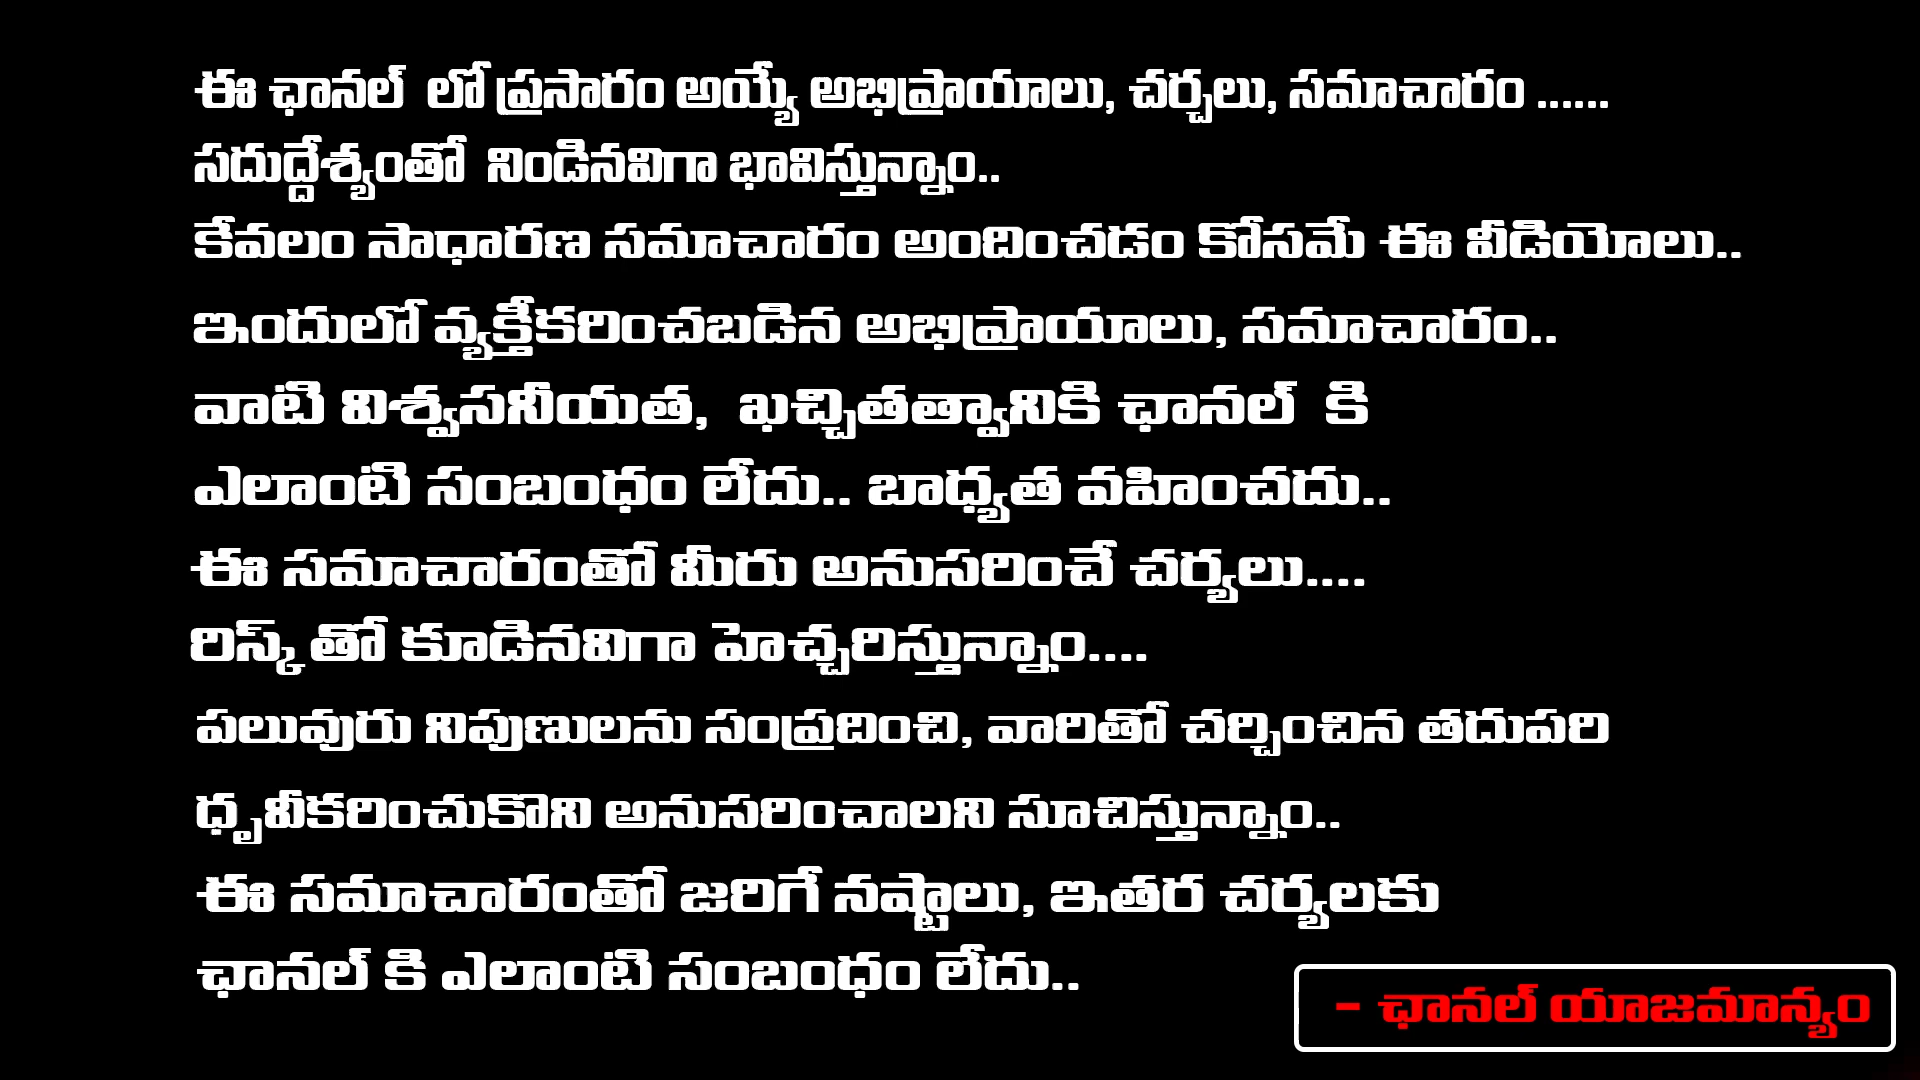 ఈ ఛానల్ లో ప్రసారం అయ్యే అభిప్రాయాలు, చర్చలు, సమాచారం ......
సదుద్దేశ్యంతో నిండినవిగా భావిస్తున్నాం..
కేవలం సాధారణ సమాచారం అందించడం కోసమే ఈ వీడియోలు..
ఇందులో వ్యక్తీకరించబడిన అభిప్రాయాలు, సమాచారం..
వాటి విశ్వసనీయత, ఖచ్చితత్వానికి ఛానల్ కి
ఎలాంటి సంబంధం లేదు.. బాధ్యత వహించదు..
ఈ సమాచారంతో మీరు అనుసరించే చర్యలు....
రిస్క్ తో కూడినవిగా హెచ్చరిస్తున్నాం....
పలువురు నిపుణులను సంప్రదించి, వారితో చర్చించిన తదుపరి
ధృవీకరించుకొని అనుసరించాలని సూచిస్తున్నాం..
ఈ సమాచారంతో జరిగే నష్టాలు, ఇతర చర్యలకు
ఛానల్ కి ఎలాంటి సంబంధం లేదు..
- ఛానల్ యాజమాన్యం